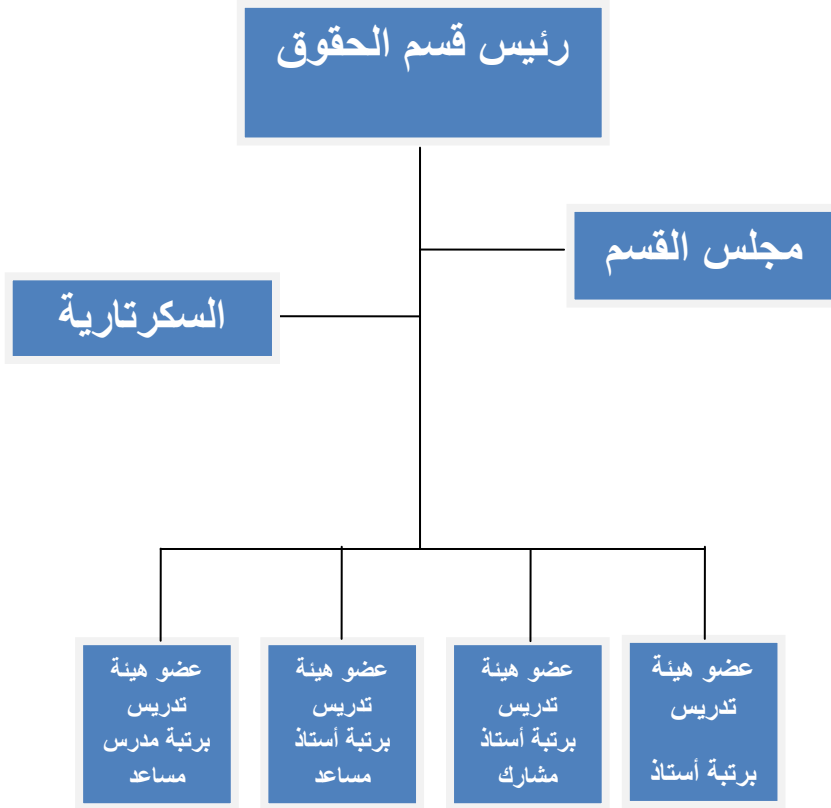 رئيس قسم الحقوق
مجلس القسم
السكرتارية
عضو هيئة
تدريس
برتبة أستاذ
عضو هيئة
تدريس
برتبة أستاذ
مشارك
عضو هيئة
تدريس
برتبة أستاذ
مساعد
عضو هيئة
تدريس
برتبة مدرس
مساعد